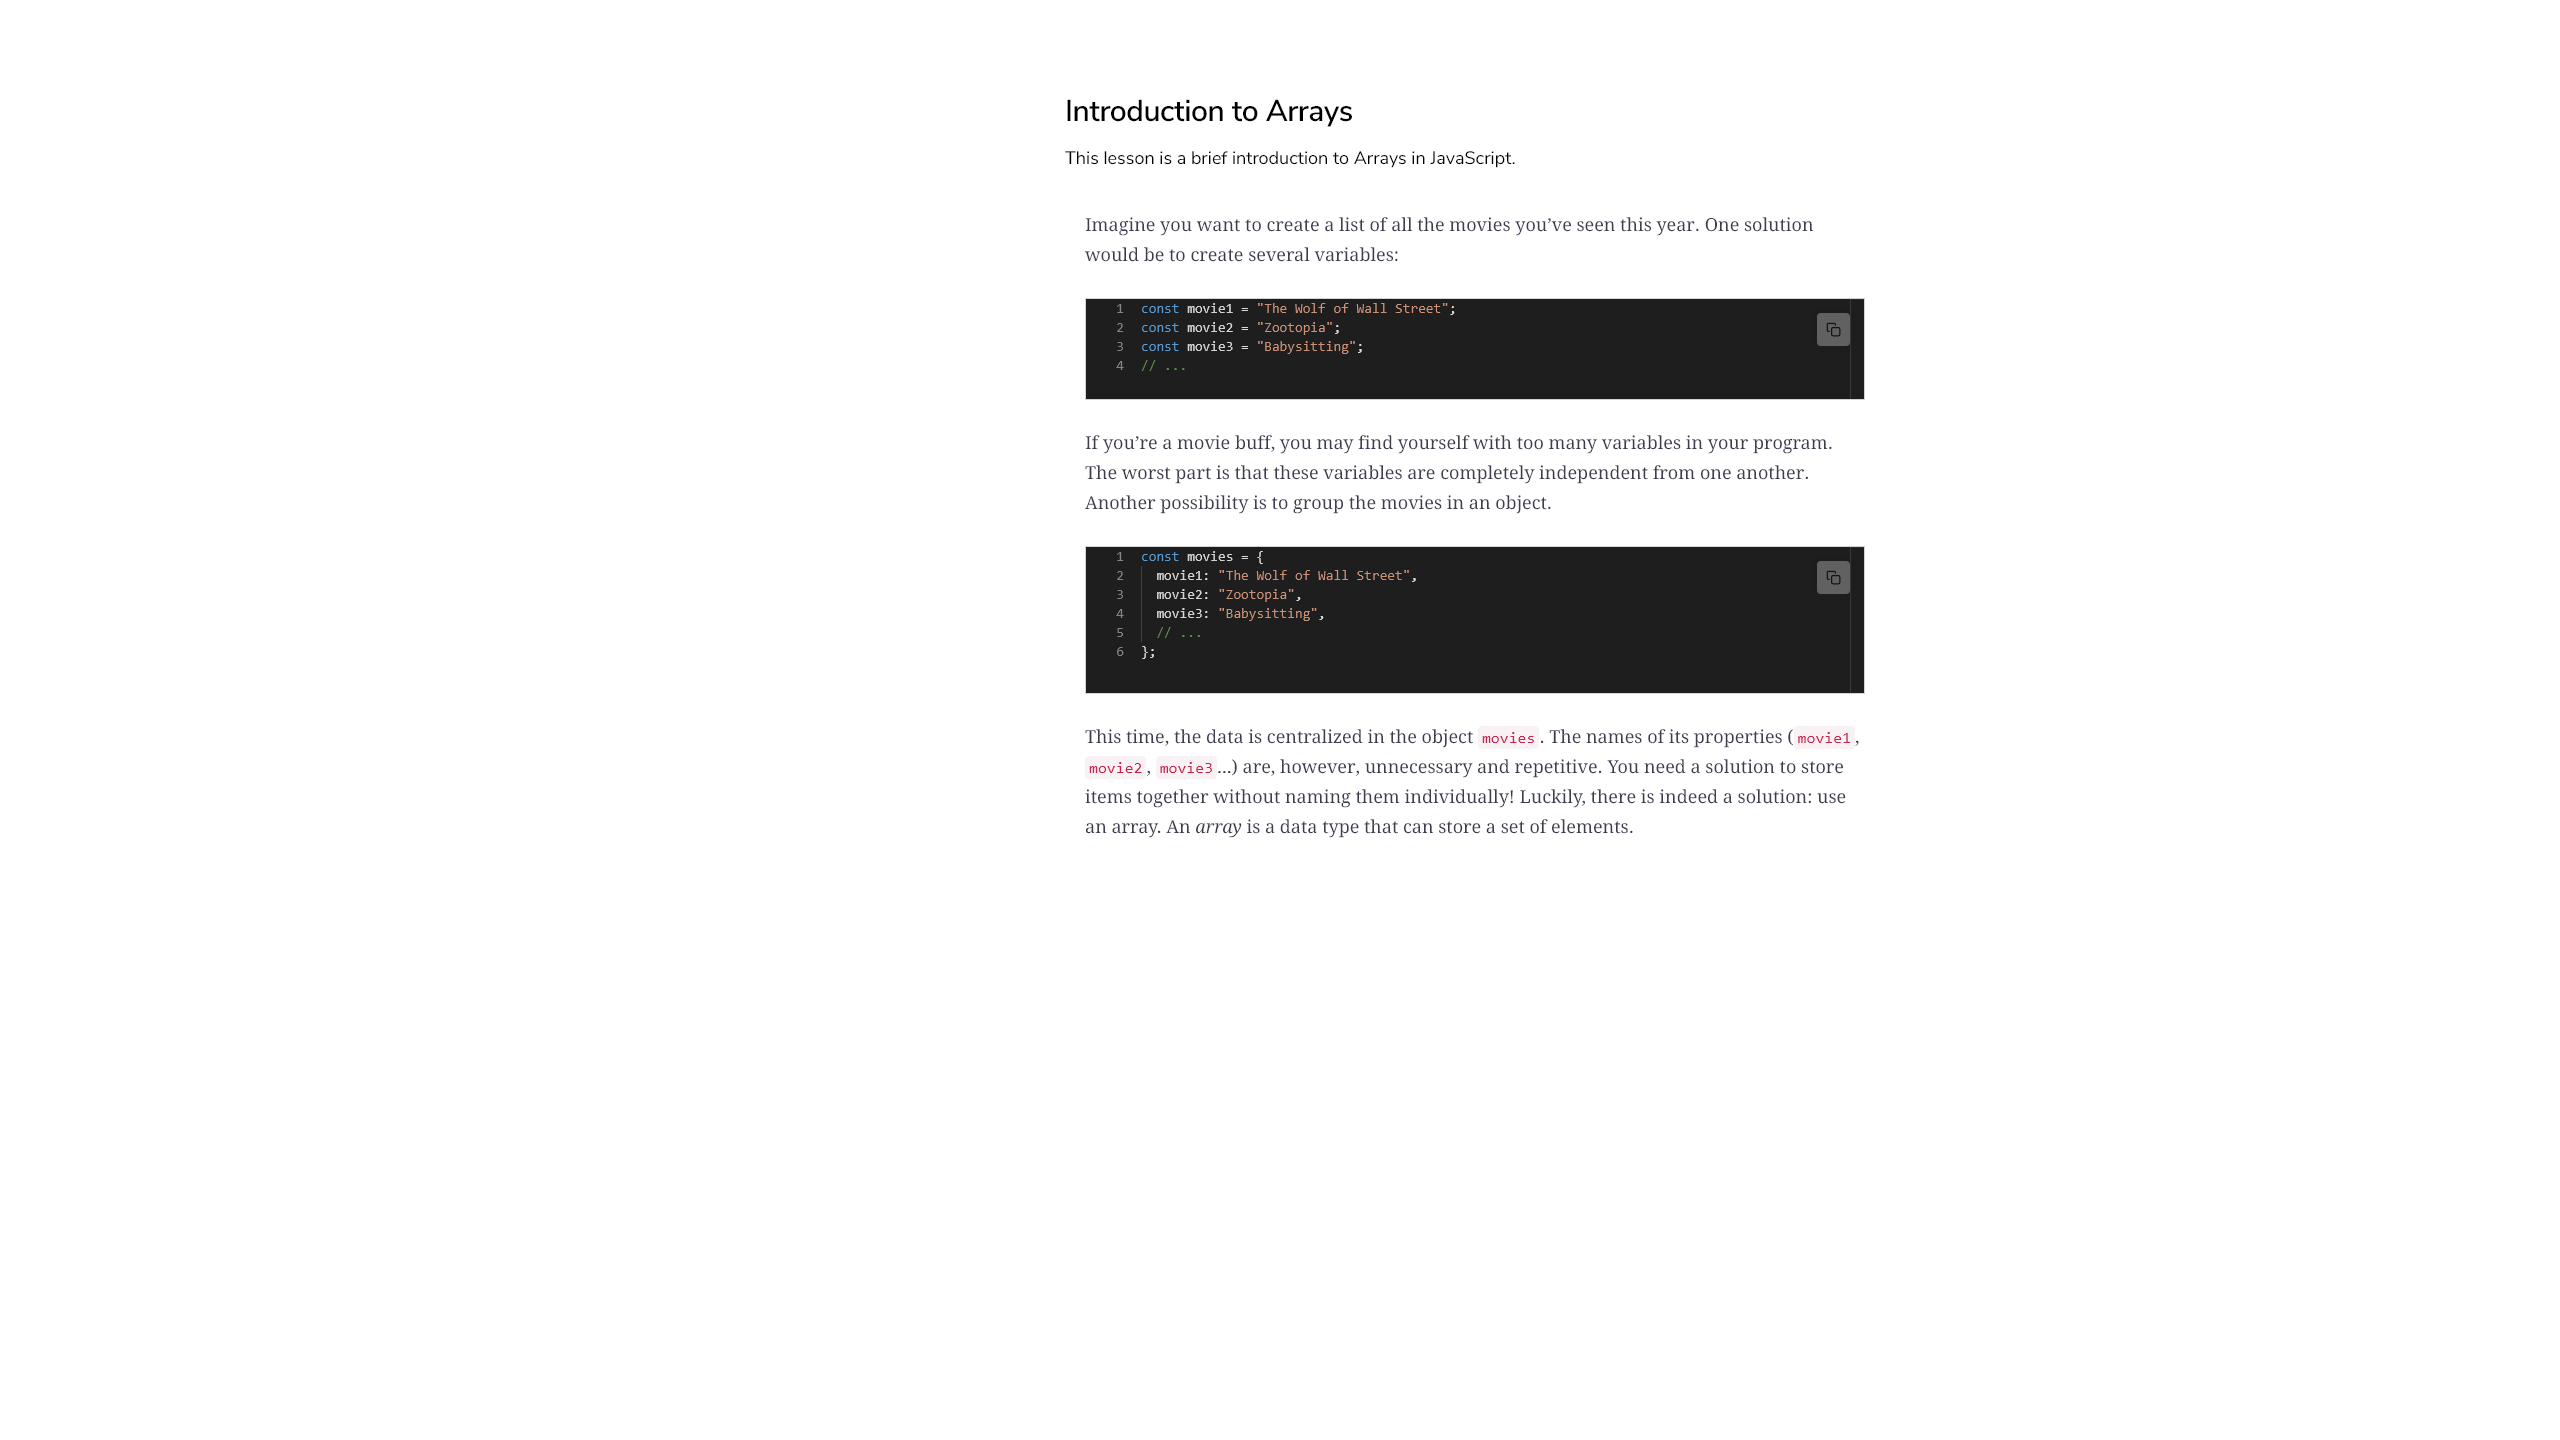 Introduction to Arrays
This lesson is a brief introduction to Arrays in JavaScript.
Imagine you want to create a list of all the movies you’ve seen this year. One solution
would be to create several variables:
1 const movie1 = "The Wolf of Wall Street";
2 const movie2 = "Zootopia";
3 const movie3 = "Babysitting";
4 // ...
If you’re a movie buff, you may find yourself with too many variables in your program.
The worst part is that these variables are completely independent from one another.
Another possibility is to group the movies in an object.
1 const movies = {
2   movie1: "The Wolf of Wall Street",
3   movie2: "Zootopia",
4   movie3: "Babysitting",
5   // ...
6 };
This time, the data is centralized in the object movies. The names of its properties (movie1,
movie2, movie3...) are, however, unnecessary and repetitive. You need a solution to store
items together without naming them individually! Luckily, there is indeed a solution: use
an array. An array is a data type that can store a set of elements.